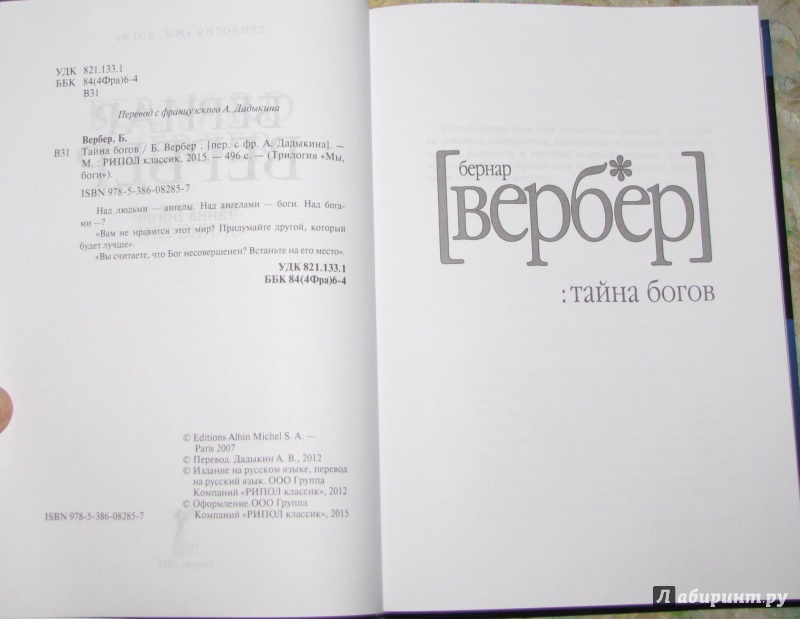 УДК 821.133.1
ББК 84(4Фра)6-4
В31
Перевод с французского А. Дадыкина
Вербер, Б.
В31 Тайна богов / Б. Вербер ; [пер. с фр. А. Дадыкина]. —
М. : РИПОЛ классик, 2015. — 496 с. — (Трилогия «Мы,
боги»).
ISBN 978-5-386-08285-7
Над людьми — ангелы. Над ангелами — боги. Над бога-
ми —?
«Вам не нравится этот мир? Придумайте другой, который
будет лучше».
«Вы считаете, что Бог несовершенен? Встаньте на его место».
УДК 821.133.1
ББК 84(4Фра)6-4
© Editions Albin Michel S. A. —
Paris 2007
© Перевод. Дадыкин А. В., 2012
© Издание на русском языке, перевод
на русский язык. ООО Группа
Компаний «РИПОЛ классик», 2012
© Оформление.ООО Группа
ISBN 978-5-386-08285-7 Компаний «РИПОЛ классик», 2015
бернар
[вербер*]
:тайна богов
Лабиринт.ру